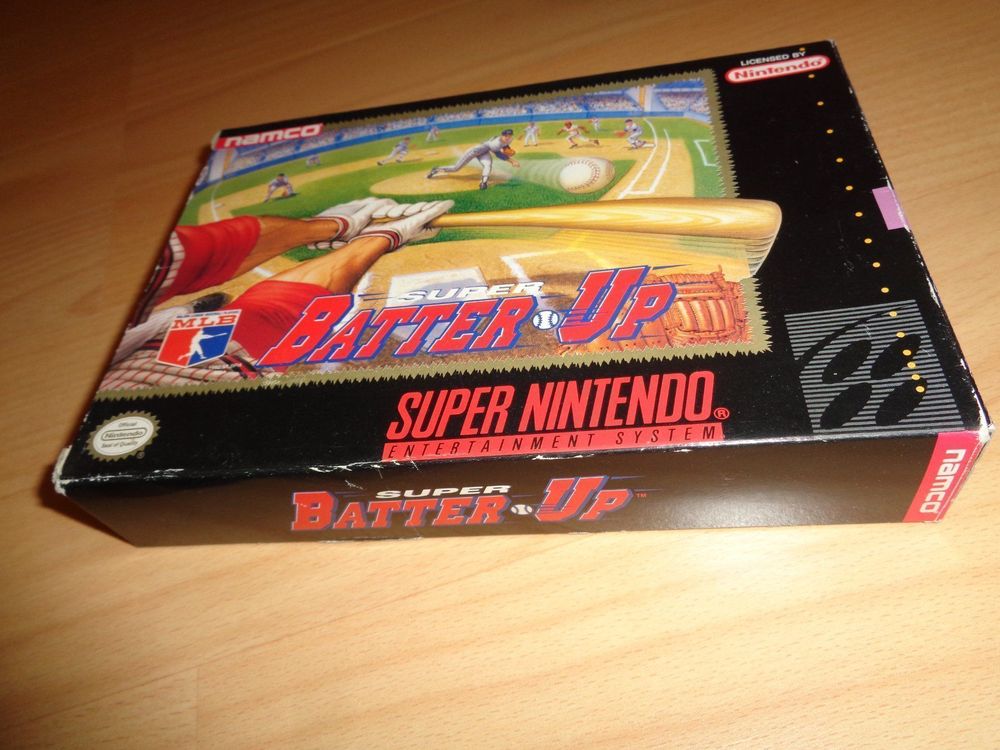 LICENSED BY
Nintendo
namco
SUPER
BATTER UP
MLB
Official
Nintendo
Seal of Quality
SUPER NINTENDO®
ENTERTAINMENT SYSTEM
SUPER
BATTER UP™
namco